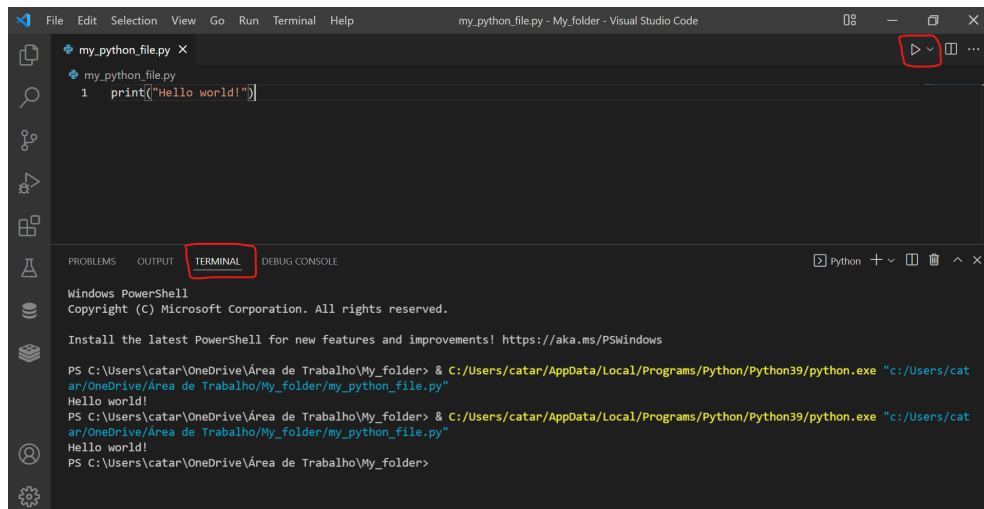 File Edit Selection View Go Run Terminal Help my_python_file.py - My_folder - Visual Studio Code
my_python_file.py
my_python_file.py
1 print("Hello world!")
PROBLEMS OUTPUT TERMINAL DEBUG CONSOLE Python
Windows PowerShell
Copyright (C) Microsoft Corporation. All rights reserved.
Install the latest PowerShell for new features and improvements! https://aka.ms/PSWindows
PS C:\Users\catar\OneDrive\Área de Trabalho\My_folder> & C:/Users/catar/AppData/Local/Programs/Python/Python39/python.exe "c:/Users/cat
ar/OneDrive/Área de Trabalho/My_folder/my_python_file.py"
Hello world!
PS C:\Users\catar\OneDrive\Área de Trabalho\My_folder> & C:/Users/catar/AppData/Local/Programs/Python/Python39/python.exe "c:/Users/cat
ar/OneDrive/Área de Trabalho/My_folder/my_python_file.py"
Hello world!
PS C:\Users\catar\OneDrive\Área de Trabalho\My_folder>